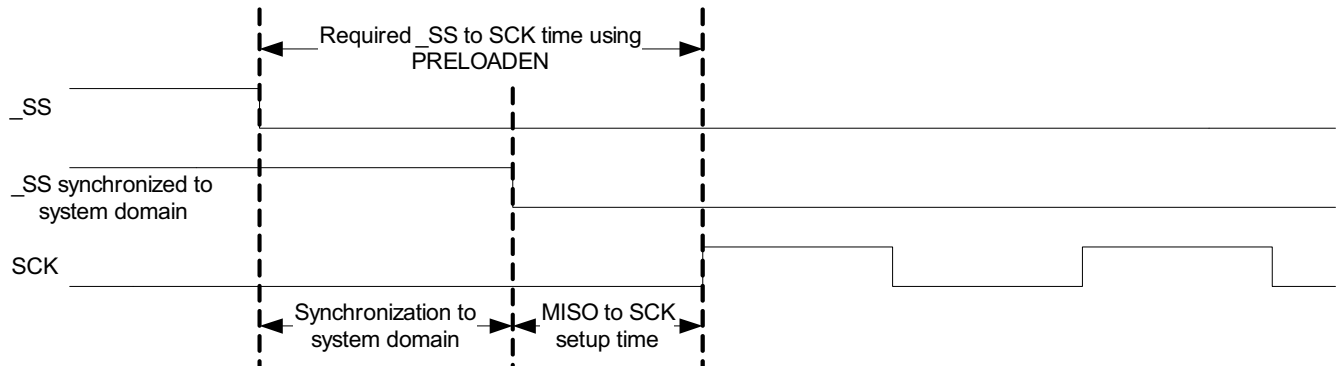 Required _SS to SCK time using
PRELOADEN
_SS
_SS synchronized to
system domain
SCK
Synchronization to
system domain
MISO to SCK
setup time